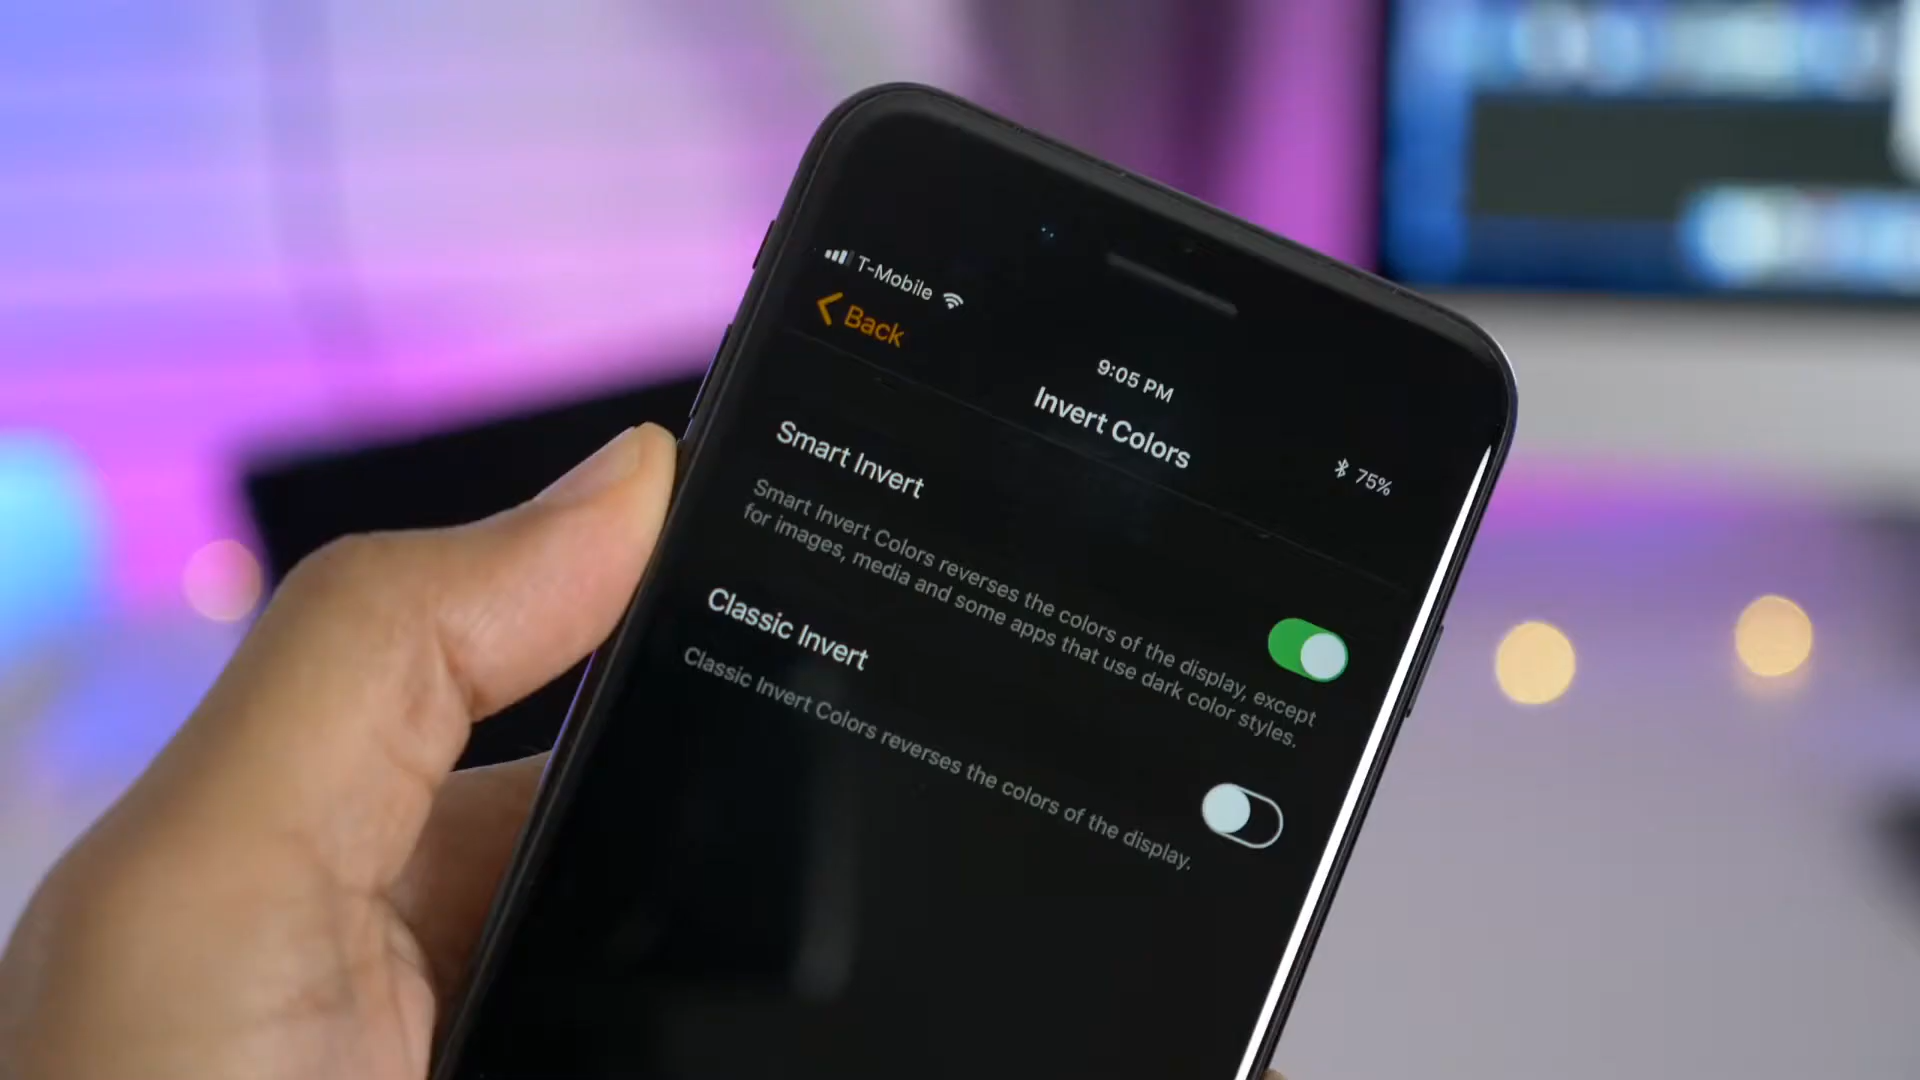 T-Mobile
Back
9:05 PM
Invert Colors
75%
Smart Invert
Smart Invert Colors reverses the colors of the display, except
for images, media and some apps that use dark color styles.
Classic Invert
Classic Invert Colors reverses the colors of the display.